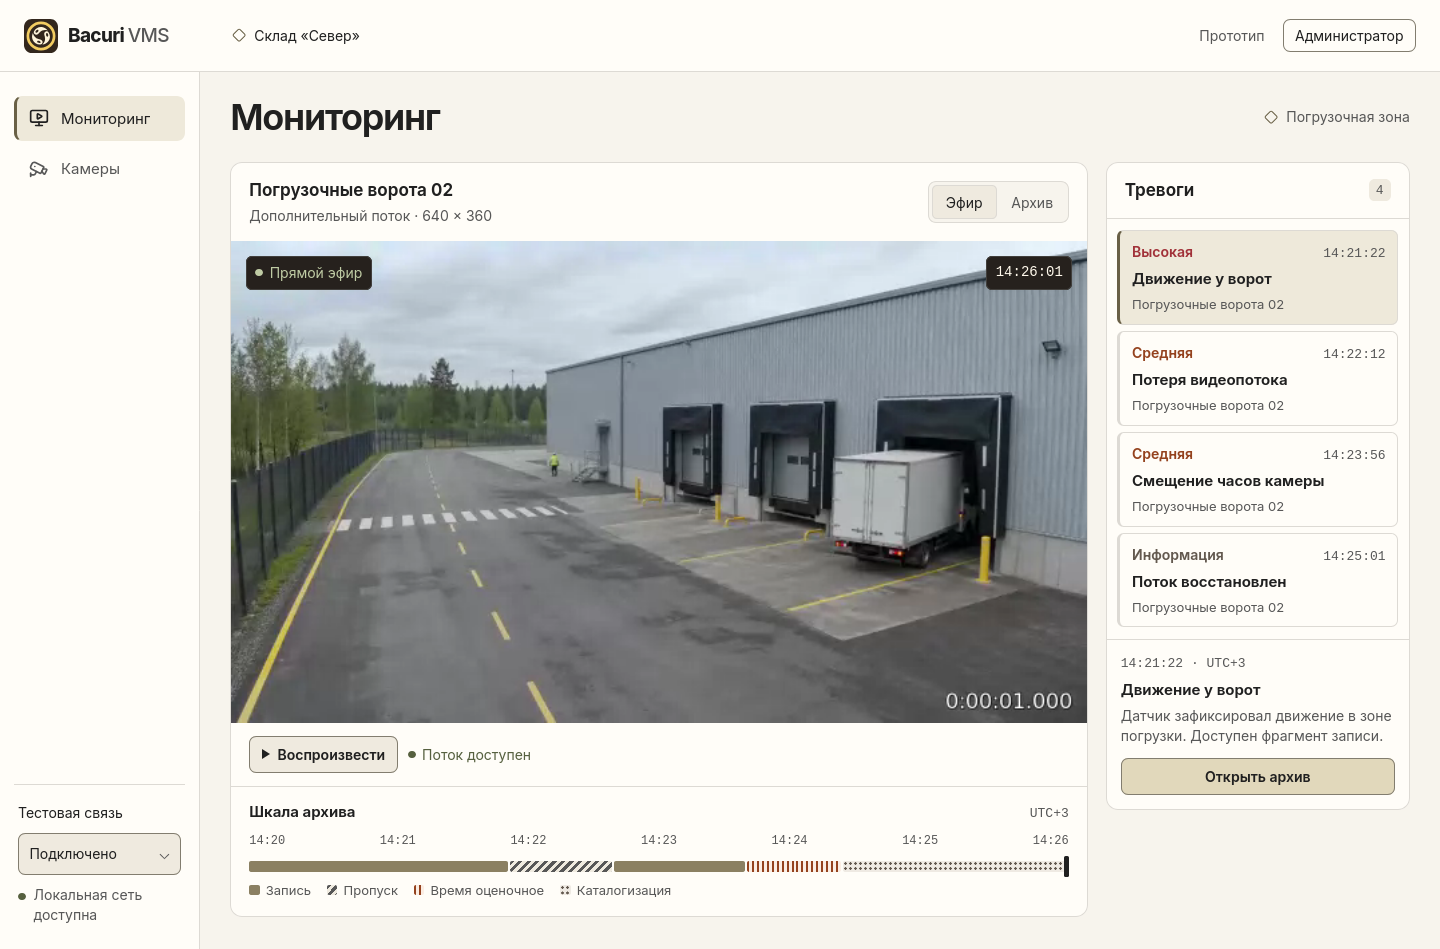 Bacuri VMS
Склад «Север»
Прототип
Администратор
Мониторинг
Камеры
Тестовая связь
Подключено
Локальная сеть
доступна
Мониторинг
Погрузочная зона
Погрузочные ворота 02
Дополнительный поток · 640 × 360
Эфир
Архив
Прямой эфир
14:26:01
0:00:01.000
Воспроизвести
Поток доступен
Шкала архива
UTC+3
14:20 14:21 14:22 14:23 14:24 14:25 14:26
Запись Пропуск Время оценочное Каталогизация
Тревоги
4
Высокая 14:21:22
Движение у ворот
Погрузочные ворота 02
Средняя 14:22:12
Потеря видеопотока
Погрузочные ворота 02
Средняя 14:23:56
Смещение часов камеры
Погрузочные ворота 02
Информация 14:25:01
Поток восстановлен
Погрузочные ворота 02
14:21:22 · UTC+3
Движение у ворот
Датчик зафиксировал движение в зоне
погрузки. Доступен фрагмент записи.
Открыть архив